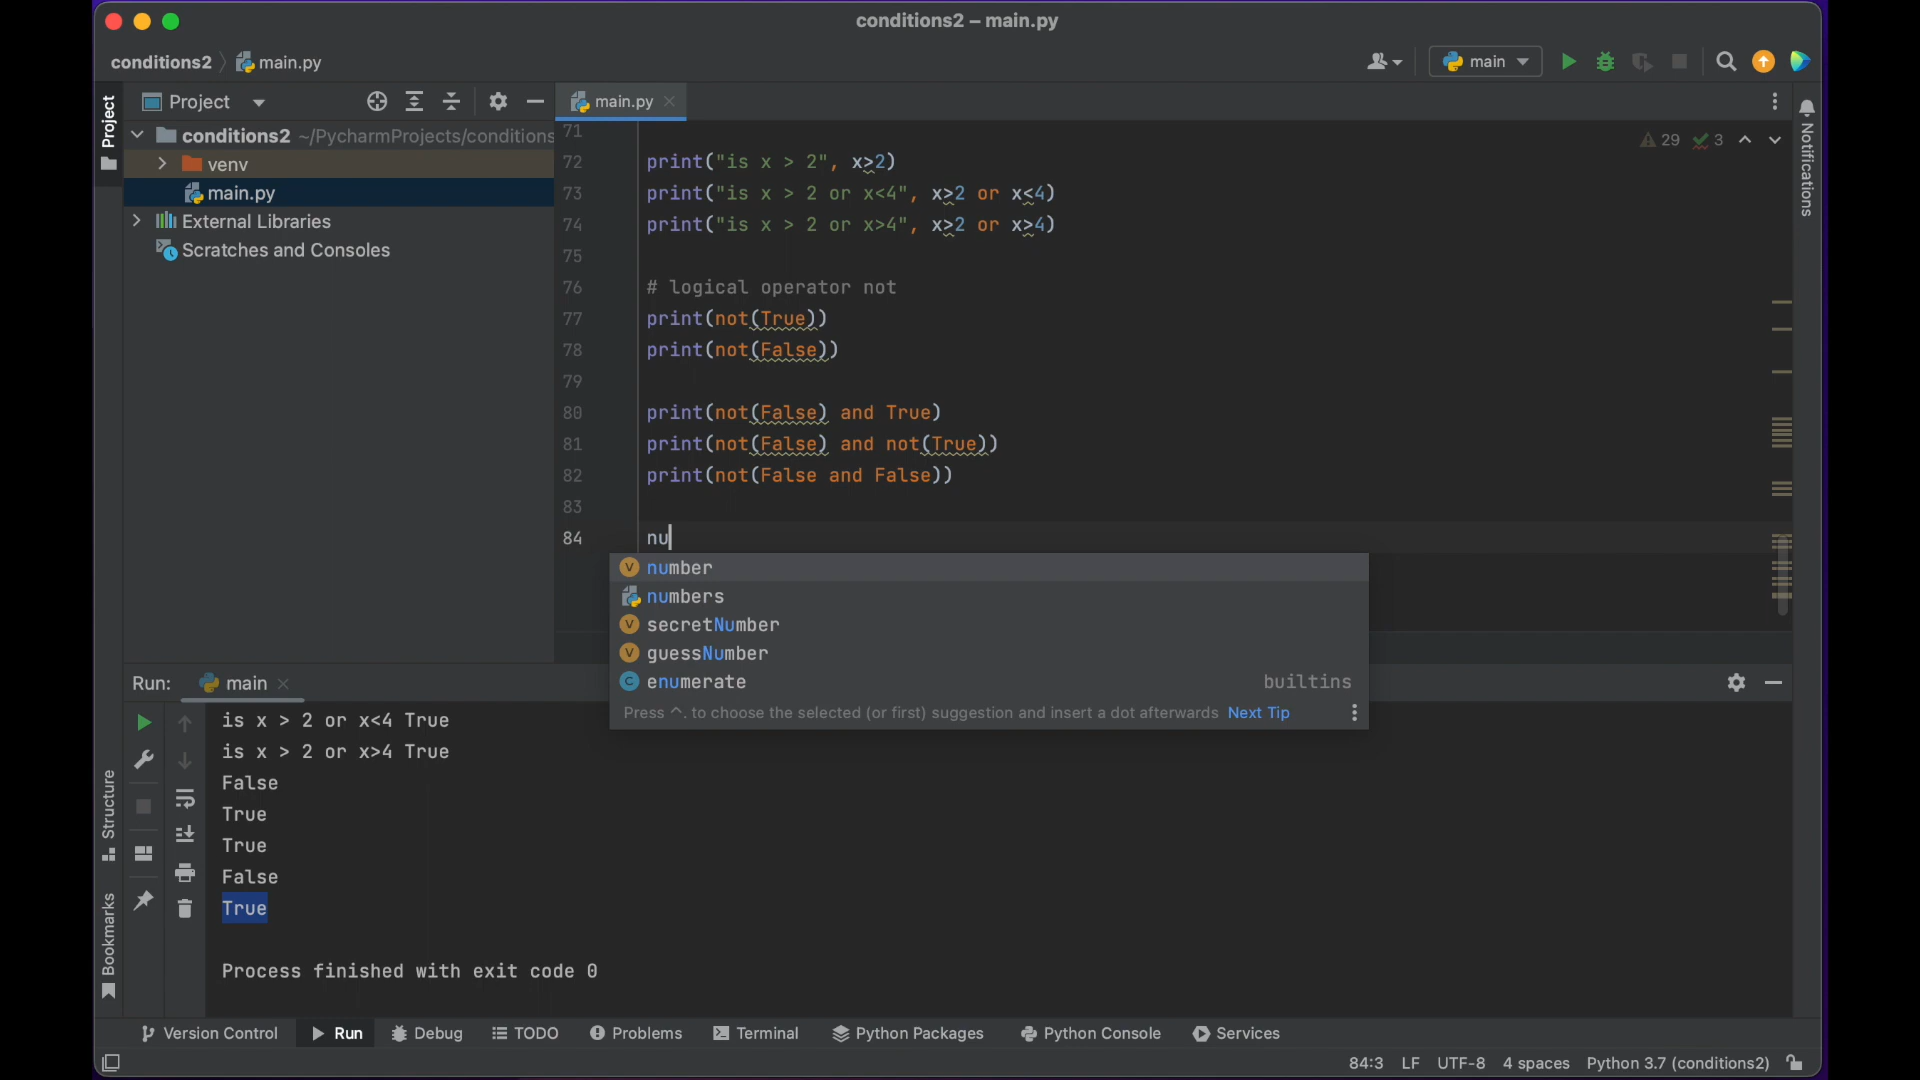 conditions2 – main.py
conditions2 main.py
main
Project
Project
main.py
conditions2 ~/PycharmProjects/conditions
venv
main.py
External Libraries
Scratches and Consoles
29 3
Notifications
71
72 print("is x > 2", x>2)
73 print("is x > 2 or x<4", x>2 or x<4)
74 print("is x > 2 or x>4", x>2 or x>4)
75
76 # logical operator not
77 print(not(True))
78 print(not(False))
79
80 print(not(False) and True)
81 print(not(False) and not(True))
82 print(not(False and False))
83
84 nu
V number
numbers
V secretNumber
V guessNumber
C enumerate builtins
Press ^. to choose the selected (or first) suggestion and insert a dot afterwards Next Tip
Run: main
is x > 2 or x<4 True
is x > 2 or x>4 True
False
True
True
False
True
Process finished with exit code 0
Structure
Bookmarks
Version Control Run Debug TODO Problems Terminal Python Packages Python Console Services
84:3 LF UTF-8 4 spaces Python 3.7 (conditions2)